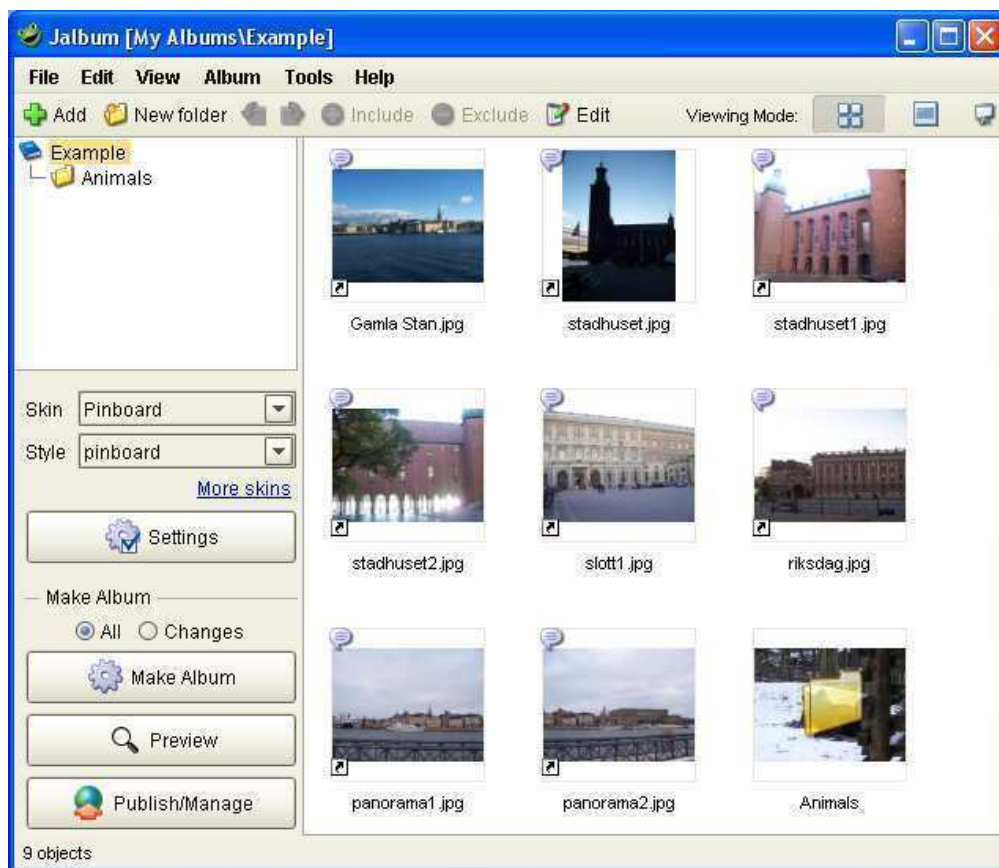 Jalbum [My Albums\Example]
File Edit View Album Tools Help
Add New folder Include Exclude Edit Viewing Mode:
Example
Animals
Gamla Stan.jpg stadhuset.jpg stadhuset1.jpg
Skin Pinboard
Style pinboard
More skins
Settings
stadhuset2.jpg slott1.jpg riksdag.jpg
Make Album
All Changes
Make Album
Preview
Publish/Manage
panorama1.jpg panorama2.jpg Animals
9 objects